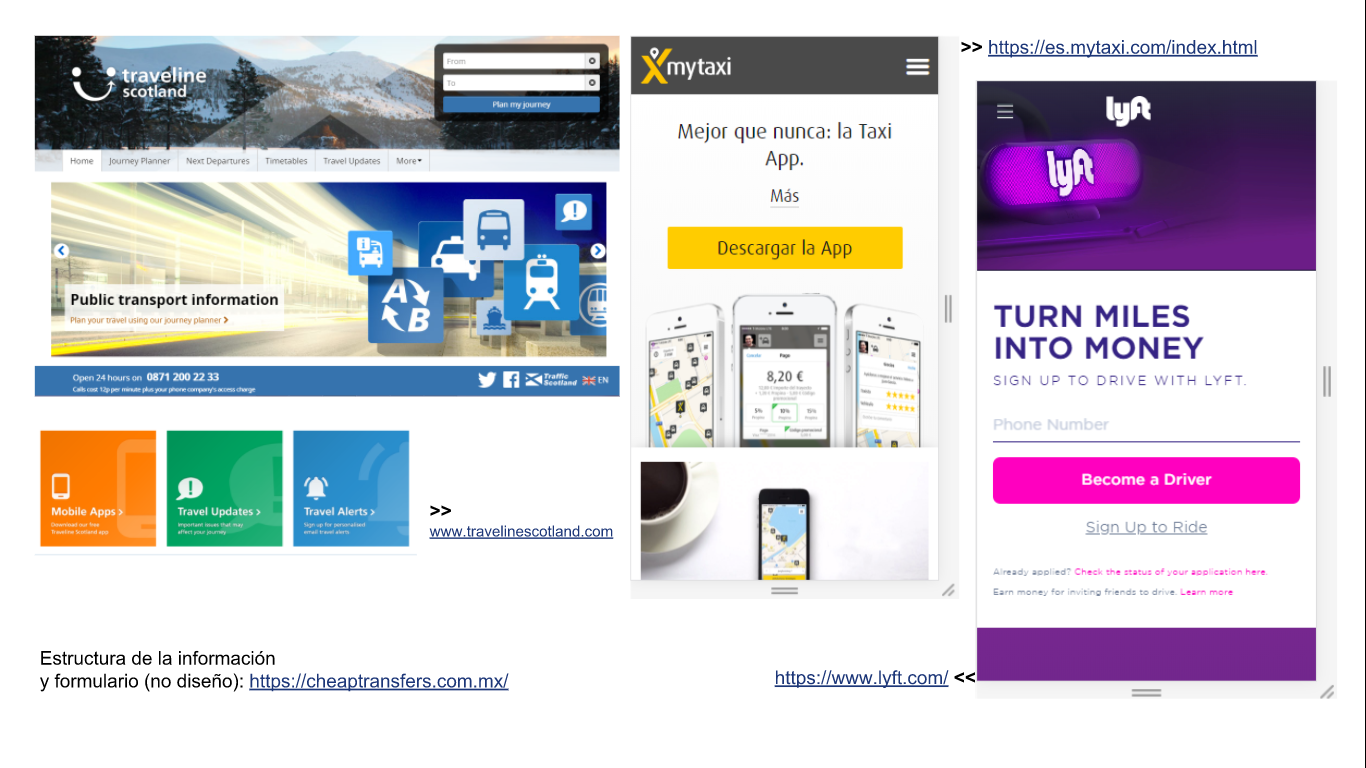 traveline
scotland
From
To
Plan my journey
Home
Journey Planner
Next Departures
Timetables
Travel Updates
More
i
!
A
B
Public transport information
Plan your travel using our journey planner >
Open 24 hours on 0871 200 22 33
Calls cost 12p per minute plus your phone company's access charge
Traffic
Scotland
EN
Mobile Apps >
Download our free
Traveline Scotland app
!
Travel Updates >
Important issues that may
affect your journey
Travel Alerts >
Sign-up for personalised
email travel alerts
>>
www.travelinescotland.com
Estructura de la información
y formulario (no diseño): https://cheaptransfers.com.mx/
mytaxi
Mejor que nunca: la Taxi
App.
Más
Descargar la App
Pago
8,20 €
5%
10%
15%
>> https://es.mytaxi.com/index.html
lyft
lyft
TURN MILES
INTO MONEY
SIGN UP TO DRIVE WITH LYFT.
Phone Number
Become a Driver
Sign Up to Ride
Already applied? Check the status of your application here.
Earn money for inviting friends to drive. Learn more
https://www.lyft.com/ <<